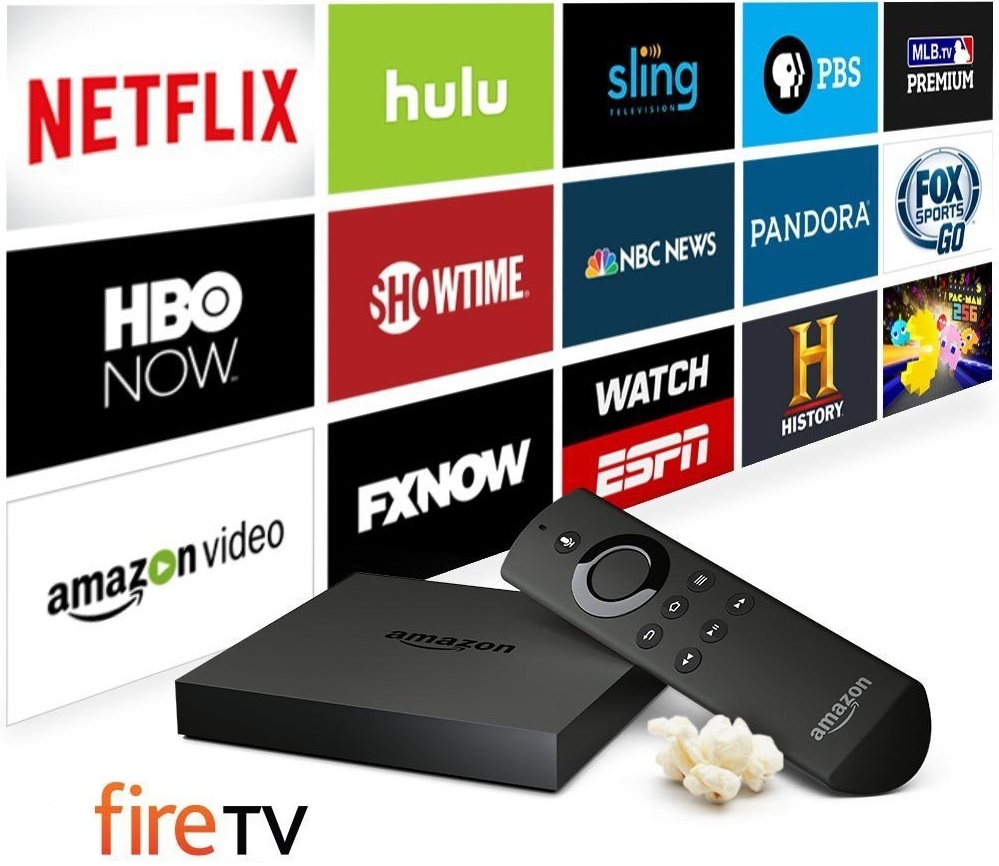 NETFLIX
hulu
sling
TELEVISION
PBS
MLB.TV
PREMIUM
HBO
NOW
SHOWTIME
NBC NEWS
PANDORA
FOX
SPORTS
GO
amazon video
FXNOW
WATCH
ESPN
H
HISTORY
PAC-MAN
256
amazon
amazon
fireTV